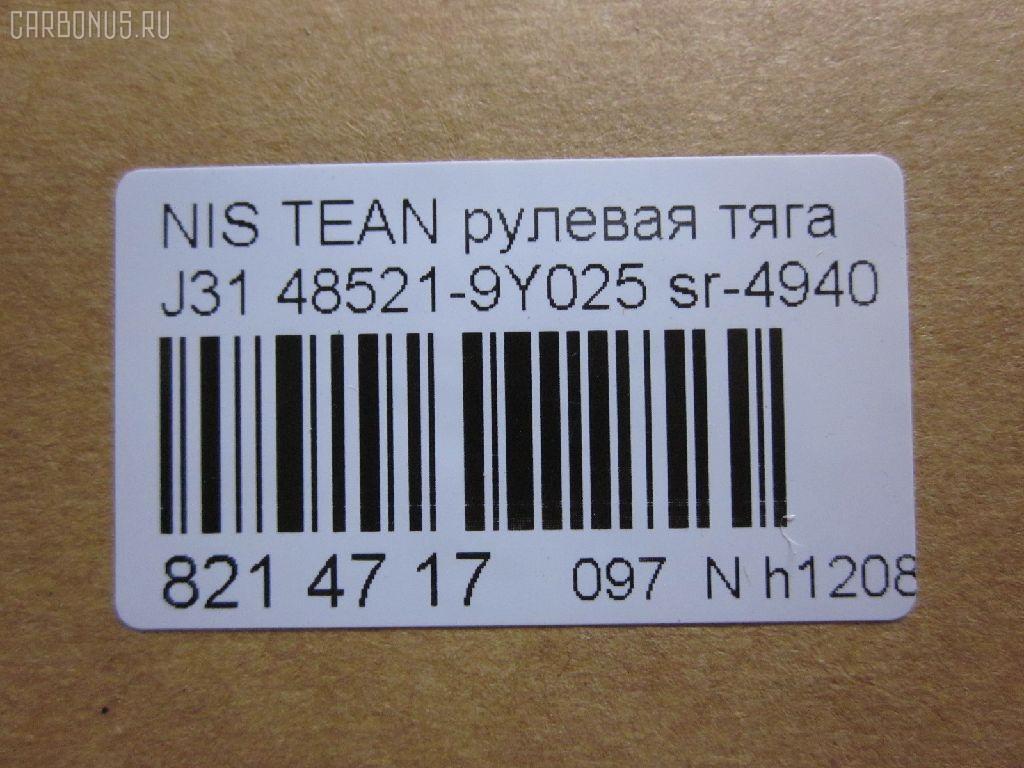 CARBONUS.RU
NIS TEAN рулевая тяга
J31 48521-9Y025 sr-4940
821 47 17 097 N h1208